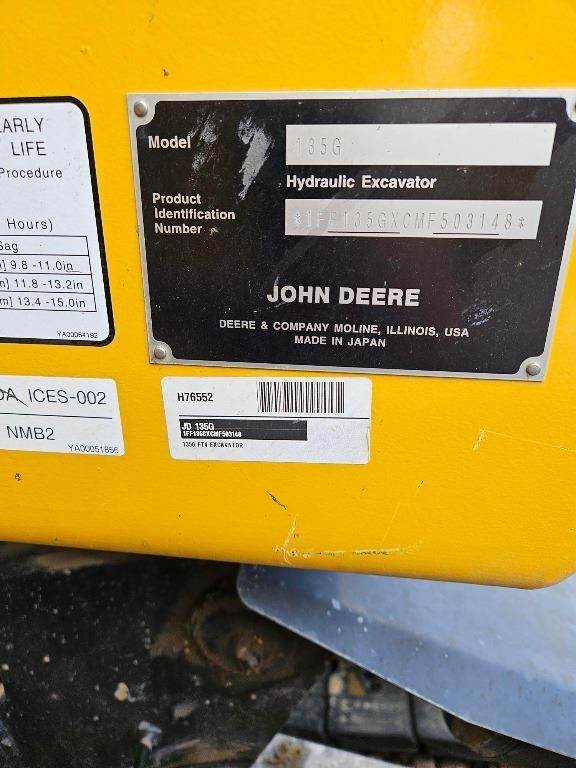 EARLY
LIFE
Procedure
Hours)
Sag
m] 9.8 -11.0in
m] 11.8 -13.2in
m] 13.4 -15.0in
YA00064192
Model
135G
Hydraulic Excavator
Product
Identification
Number
*1FF135GXCMF503148*
JOHN DEERE
DEERE & COMPANY MOLINE, ILLINOIS, USA
MADE IN JAPAN
DA ICES-002
NMB2
YA00051856
H76552
JD 135G
1FF135GXCMF503148
135G FT4 EXCAVATOR